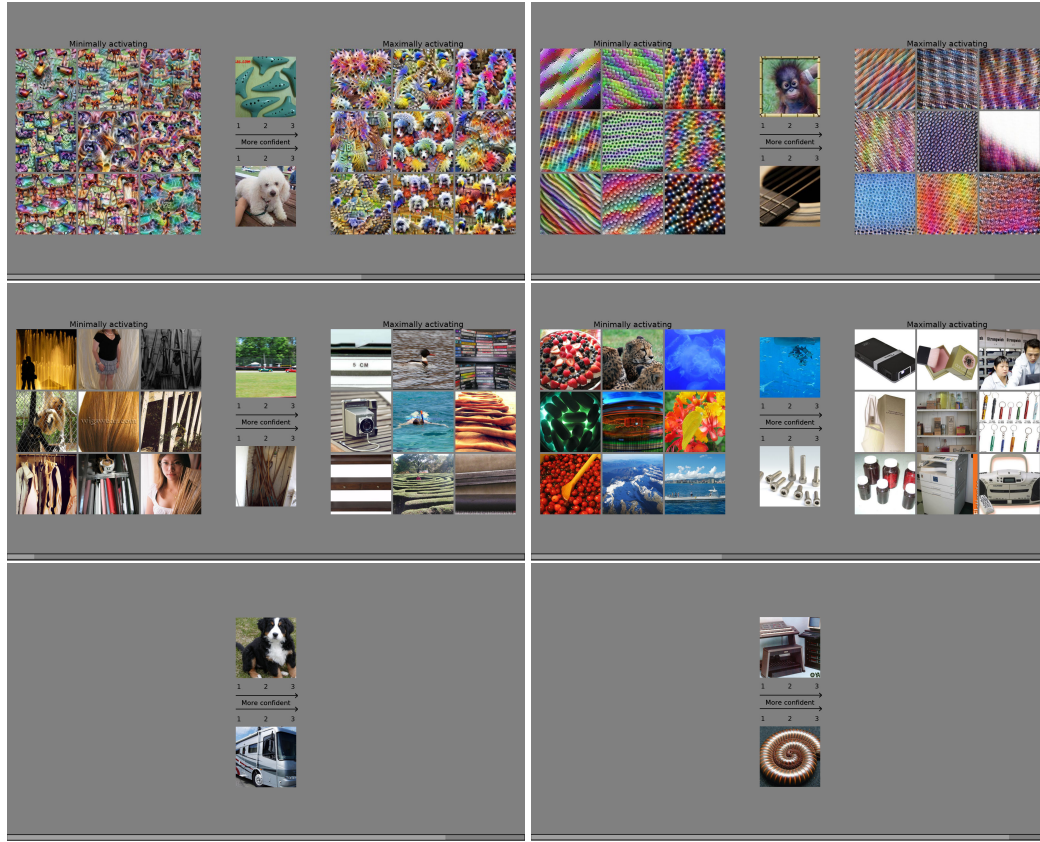 Minimally activating
Maximally activating
1 2 3
More confident
1 2 3
Minimally activating
Maximally activating
1 2 3
More confident
1 2 3
Minimally activating
Maximally activating
1 2 3
More confident
1 2 3
Minimally activating
Maximally activating
1 2 3
More confident
1 2 3
1 2 3
More confident
1 2 3
1 2 3
More confident
1 2 3